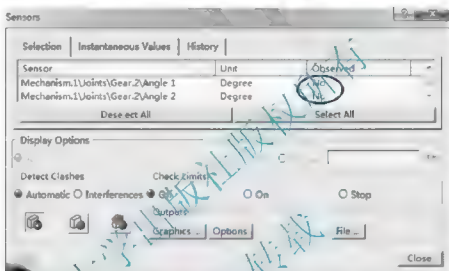 Sensors
Selection Instantaneous Values History
Sensor Unit Observed
Mechanism.1\Joints\Gear.2\Angle 1 Degree No
Mechanism.1\Joints\Gear.2\Angle 2 Degree No
Deselect All Select All
Display Options
Detect Clashes Check Limits
Automatic Interferences Off On Stop
Outputs
Graphics... Options File...
Close